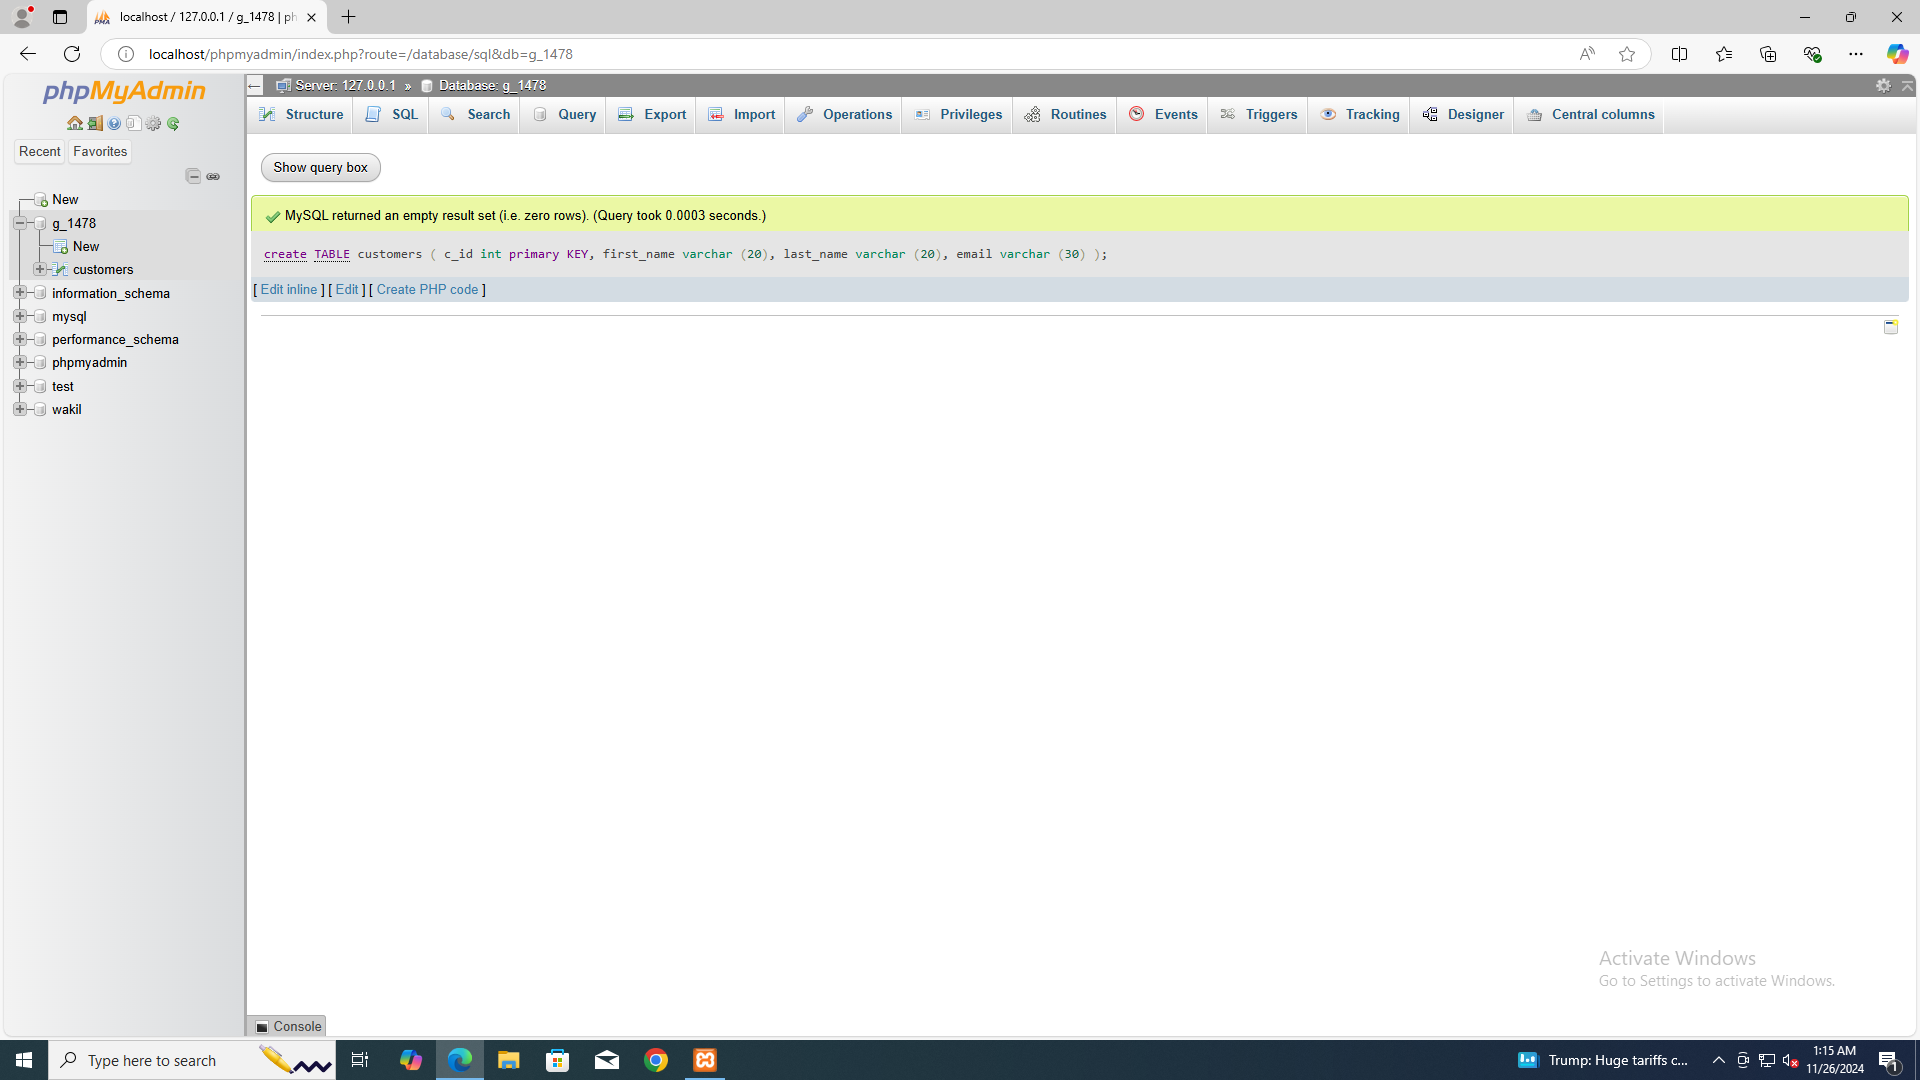 localhost / 127.0.0.1 / g_1478 | ph
localhost/phpmyadmin/index.php?route=/database/sql&db=g_1478
phpMyAdmin
Recent Favorites
New
g_1478
New
customers
information_schema
mysql
performance_schema
phpmyadmin
test
wakil
Server: 127.0.0.1 » Database: g_1478
Structure SQL Search Query Export Import Operations Privileges Routines Events Triggers Tracking Designer Central columns
Show query box
MySQL returned an empty result set (i.e. zero rows). (Query took 0.0003 seconds.)
create TABLE customers ( c_id int primary KEY, first_name varchar (20), last_name varchar (20), email varchar (30) );
[ Edit inline ] [ Edit ] [ Create PHP code ]
Activate Windows
Go to Settings to activate Windows.
Console
Type here to search
Trump: Huge tariffs c...
1:15 AM
11/26/2024
1